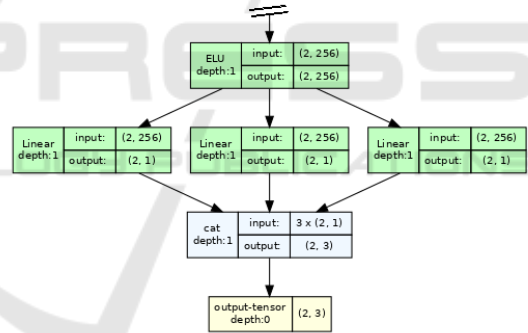 ELU
depth:1
input: (2, 256)
output: (2, 256)
Linear
depth:1
input: (2, 256)
output: (2, 1)
Linear
depth:1
input: (2, 256)
output: (2, 1)
Linear
depth:1
input: (2, 256)
output: (2, 1)
cat
depth:1
input: 3 x (2, 1)
output: (2, 3)
output-tensor
depth:0
(2, 3)